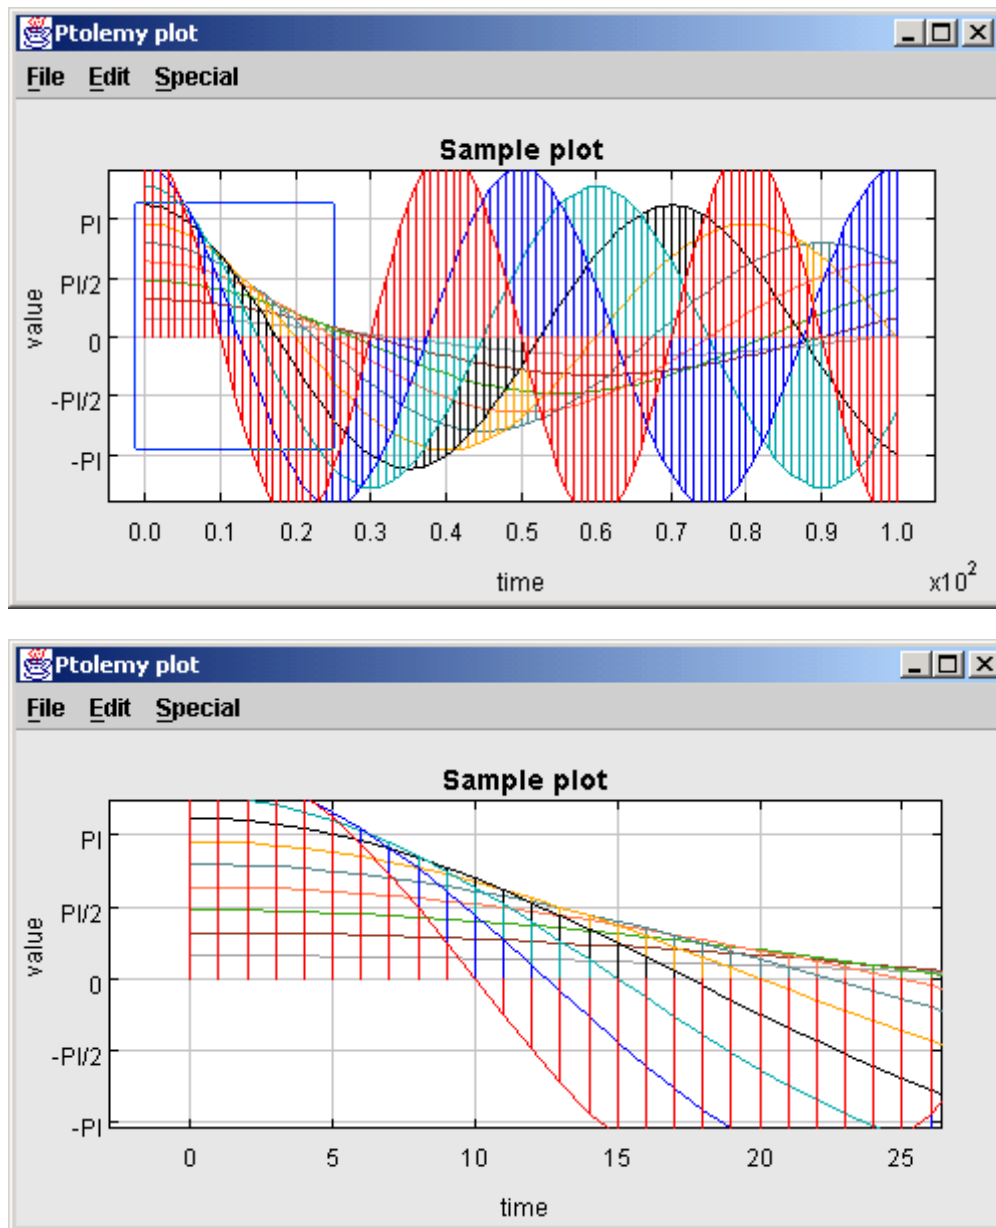 Ptolemy plot
File Edit Special
Sample plot
PI
PI/2
0
-PI/2
-PI
value
0.0 0.1 0.2 0.3 0.4 0.5 0.6 0.7 0.8 0.9 1.0
time
x10²
Ptolemy plot
File Edit Special
Sample plot
PI
PI/2
0
-PI/2
-PI
value
0 5 10 15 20 25
time